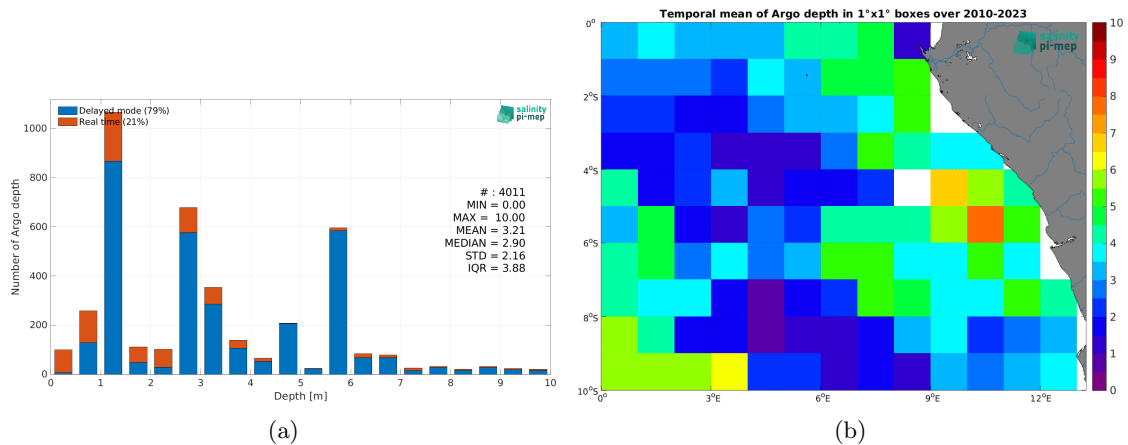 Delayed mode (79%)
Real time (21%)
salinity
pi-mep
1000
800
600
400
200
0
Number of Argo depth
# : 4011
MIN = 0.00
MAX = 10.00
MEAN = 3.21
MEDIAN = 2.90
STD = 2.16
IQR = 3.88
0 1 2 3 4 5 6 7 8 9 10
Depth [m]
(a)
Temporal mean of Argo depth in 1°x1° boxes over 2010-2023
salinity
pi-mep
0°
2°S
4°S
6°S
8°S
10°S
0° 3°E 6°E 9°E 12°E
10
9
8
7
6
5
4
3
2
1
0
(b)